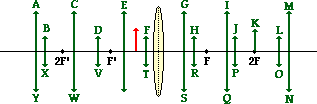 A C E G I M
B D F H J K L
2F' F' F 2F
X V T R P O
Y W S Q N